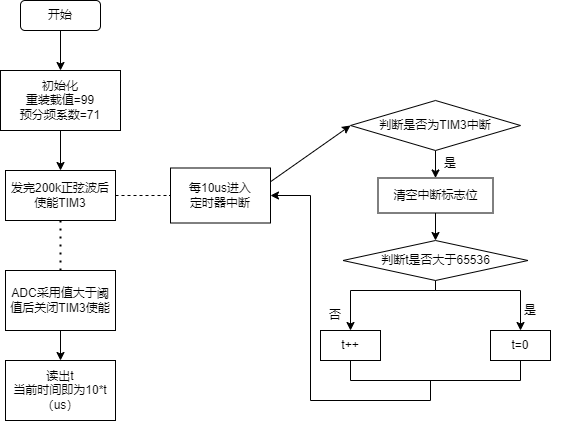 开始
初始化
重装载值=99
预分频系数=71
发完200k正弦波后
使能TIM3
ADC采用值大于阈
值后关闭TIM3使能
读出t
当前时间即为10*t
（us）
每10us进入
定时器中断
判断是否为TIM3中断
是
清空中断标志位
判断t是否大于65536
否
是
t++
t=0